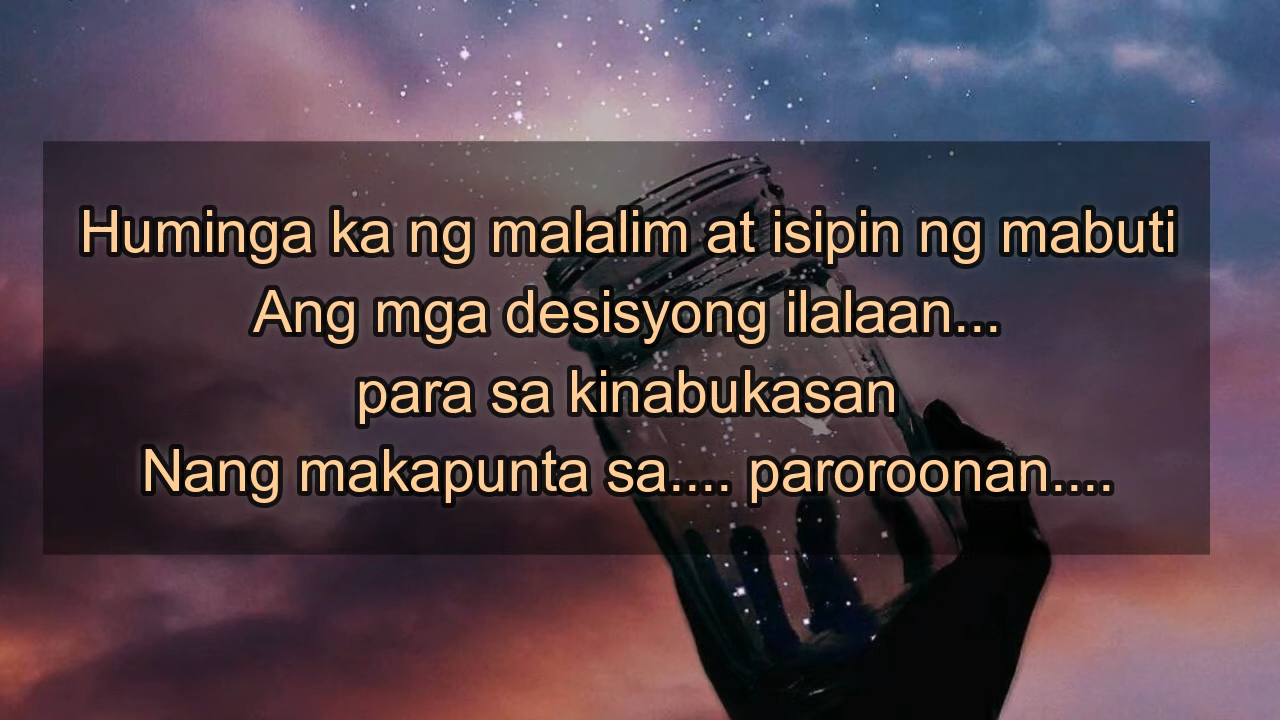 Huminga ka ng malalim at isipin ng mabuti
Ang mga desisyong ilalaan...
para sa kinabukasan
Nang makapunta sa.... paroroonan....